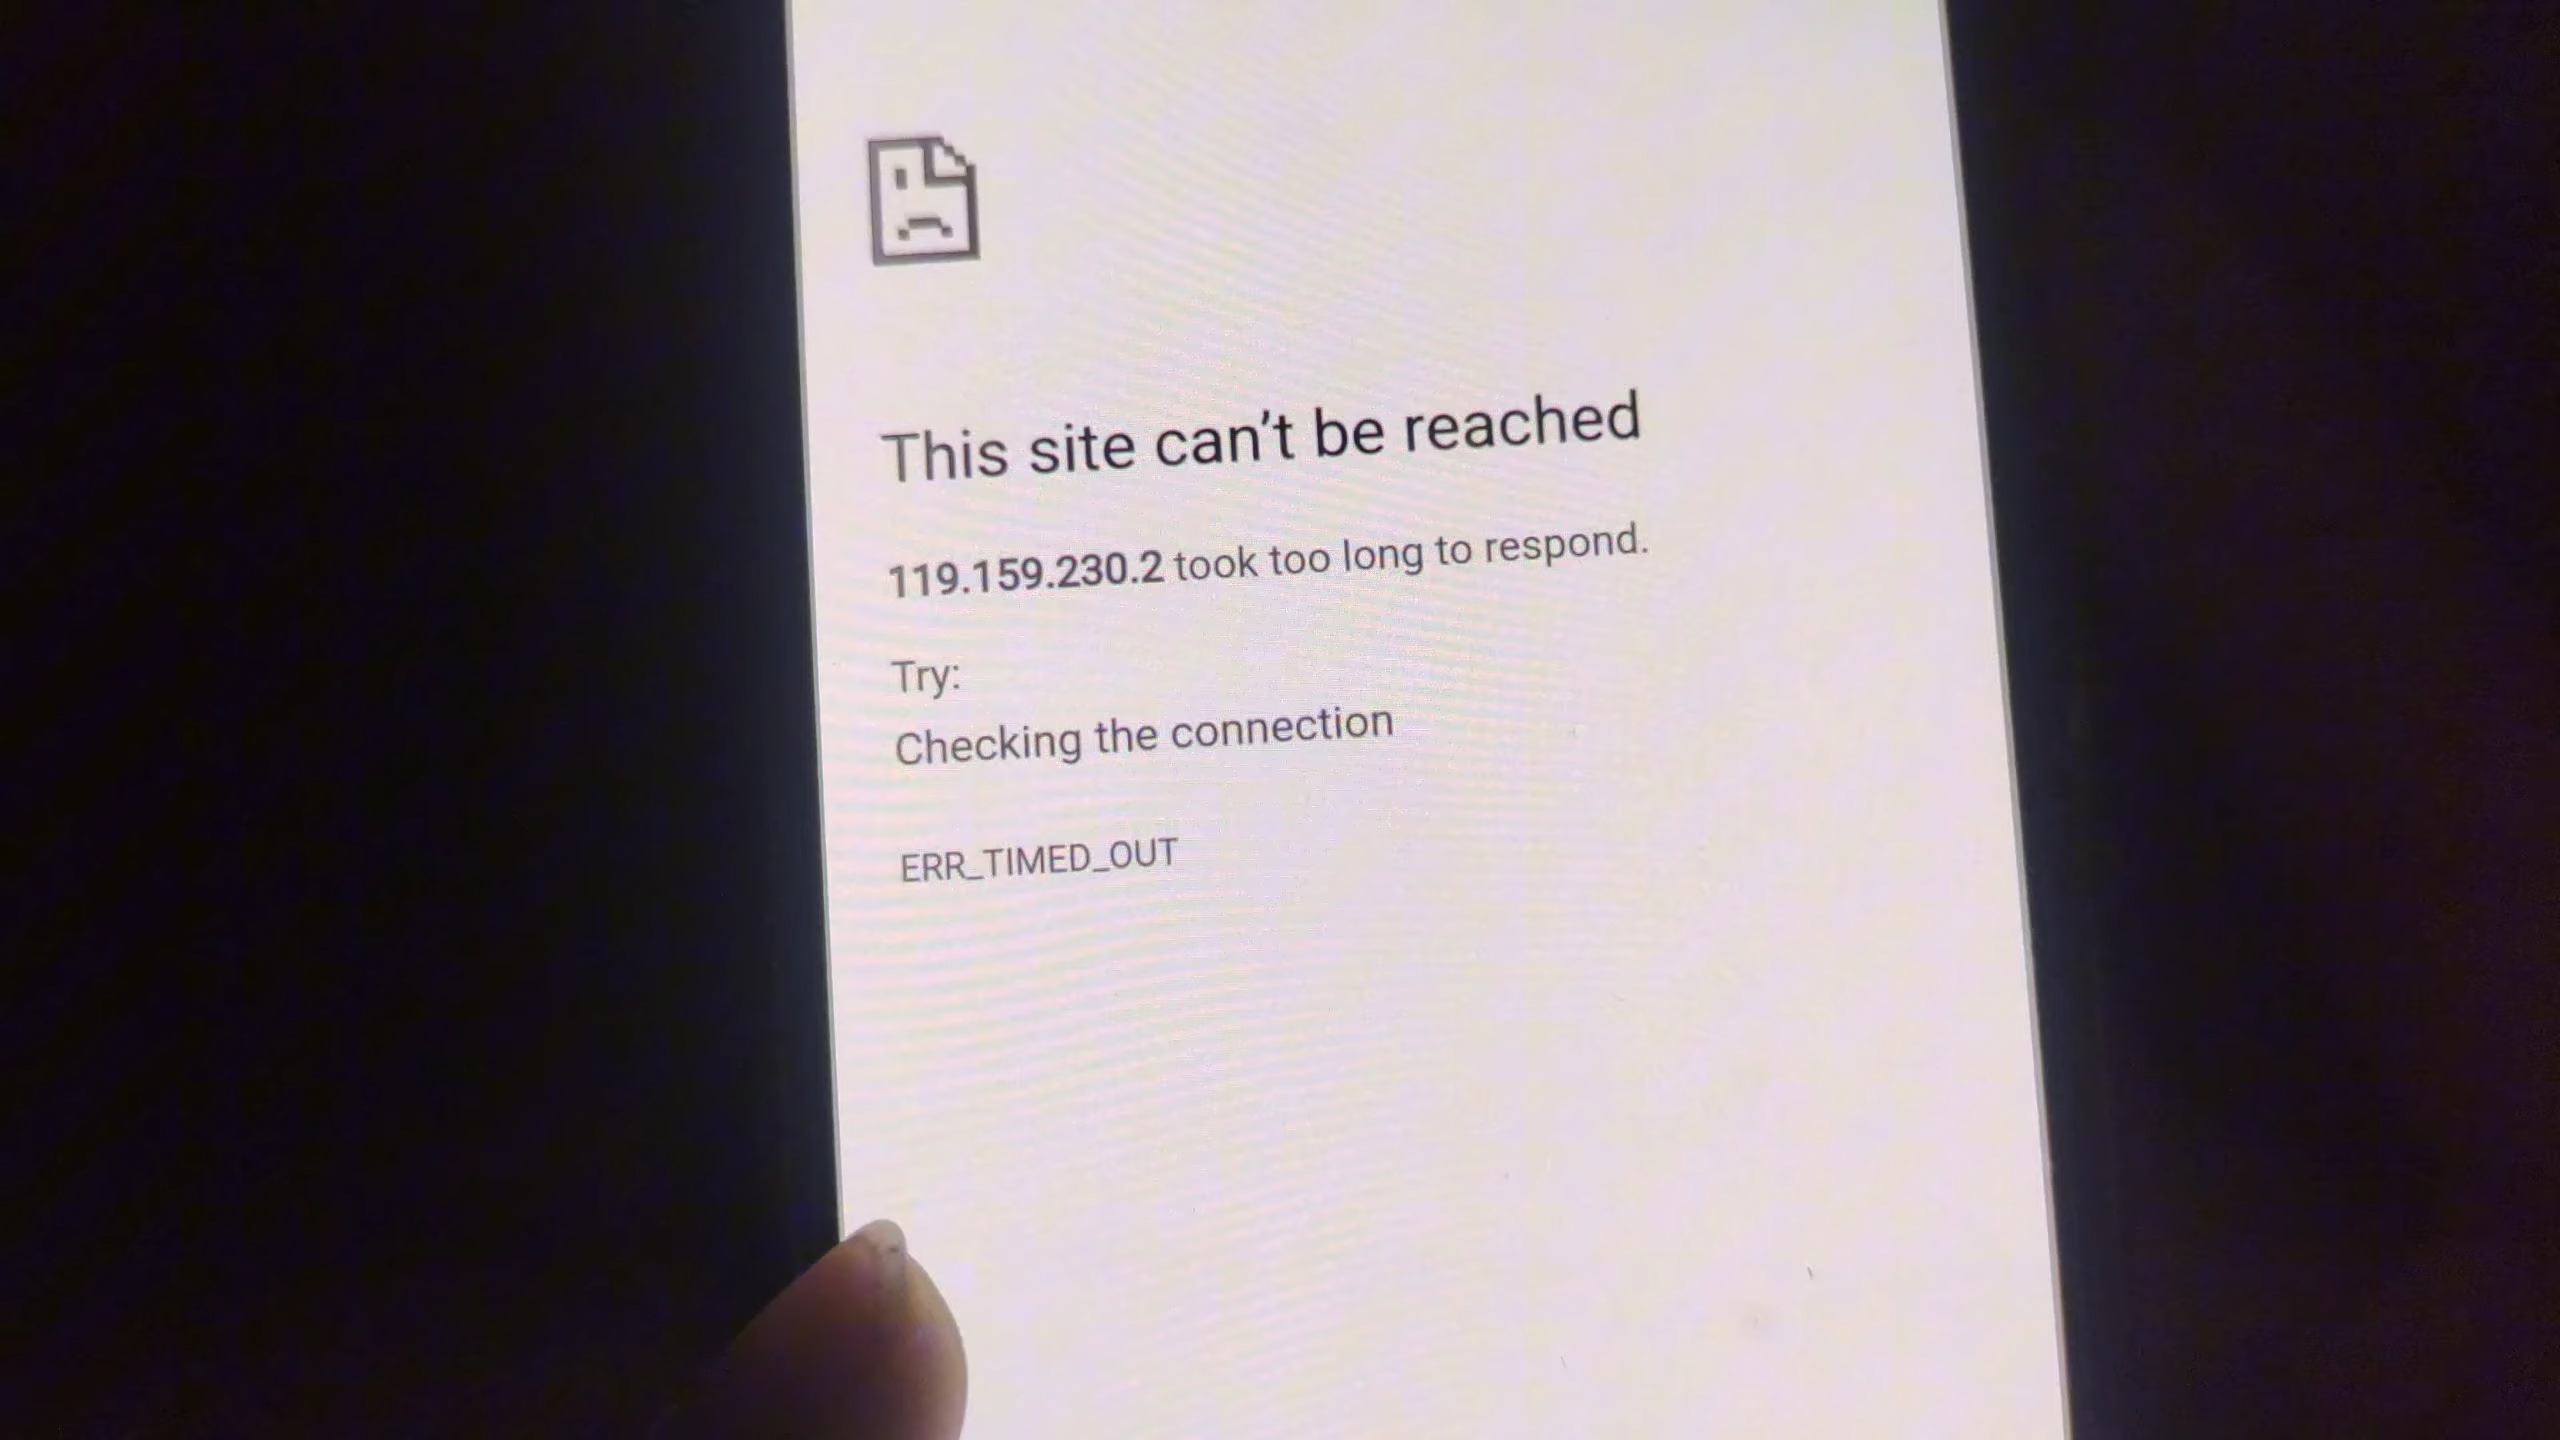 This site can't be reached
119.159.230.2 took too long to respond.
Try:
Checking the connection
ERR_TIMED_OUT